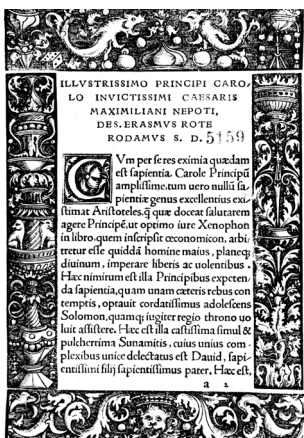 ILLVSTRISSIMO PRINCIPI CARO/
LO INVICTISSIMI CAESARIS
MAXIMILIANI NEPOTI,
DES. ERASMVS ROTE
RODAMVS S. D. 5159
CVm per se res eximia quædam
est sapientia, Carole Principũ
amplissime, tum uero nullũ sa/
pientiæ genus excellentius exi/
stimat Aristoteles, q̃ quæ doceat salutarem
agere Principẽ, ut optimo iure Xenophon
in libro, quem inscripsit œconomicon, arbi/
tretur esse quiddã homine maius, planeq;
diuinum, imperare liberis ac uolentibus.
Hæc nimirum est illa Principibus expeten/
da sapientia, quam unam cæteris rebus con
temptis, optauit cordatissimus adolescens
Solomon, quamq; iugiter regio throno uo
luit assistere. Hæc est illa castissima simul &
pulcherrima Sunamitis, cuius unius com/
plexibus unice delectatus est Dauid, sapi/
entissimi filij sapientissimus pater. Hæc est,
a 2